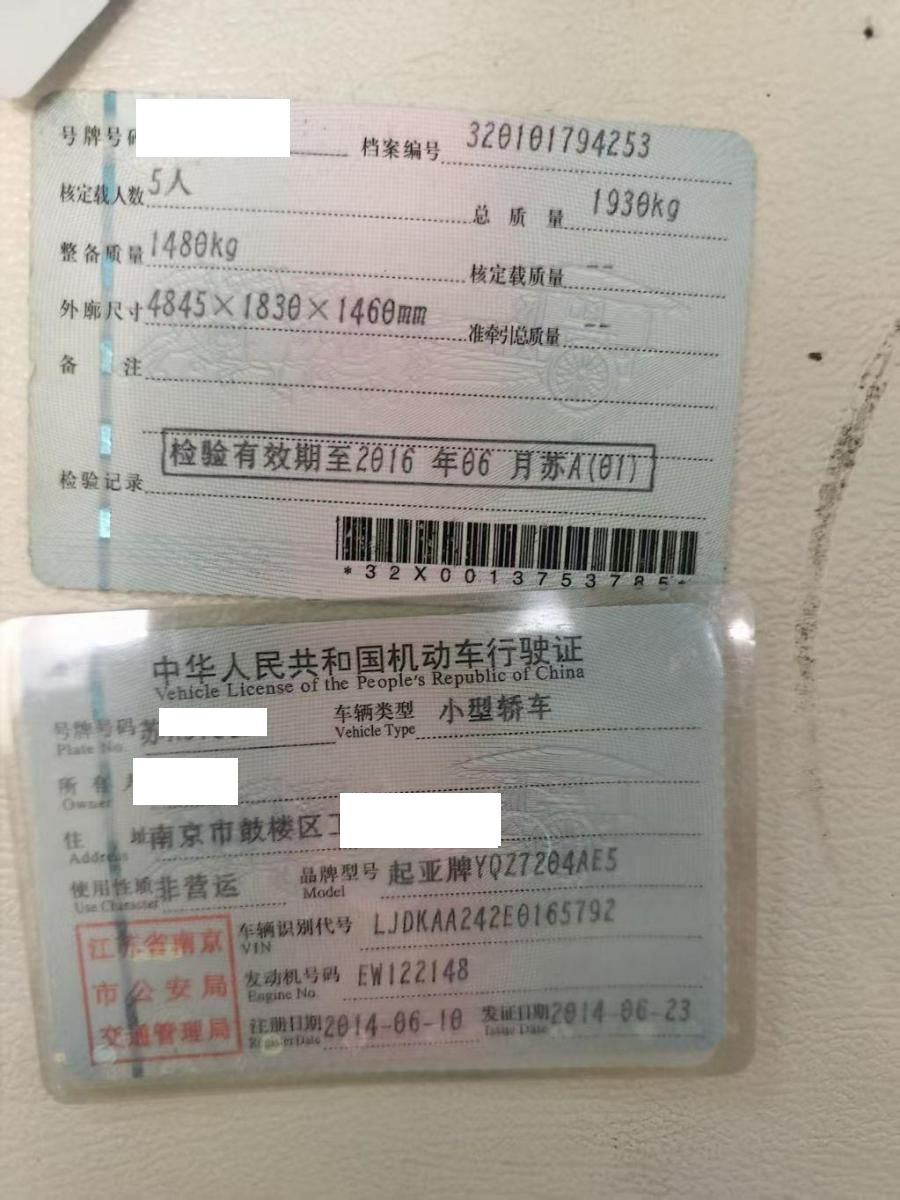 号牌号码 档案编号 320101794253
核定载人数 5人 总质量 1930kg
整备质量 1480kg 核定载质量 --
外廓尺寸 4845×1830×1460mm 准牵引总质量 --
备注
检验有效期至2016 年06 月苏A(01)
检验记录
*32X0013753785*
中华人民共和国机动车行驶证
Vehicle License of the People's Republic of China
号牌号码 苏 车辆类型 小型轿车
Plate No. Vehicle Type
所有人
Owner
住址 南京市鼓楼区
Address
使用性质 非营运 品牌型号 起亚牌YQZ7204AE5
Use Character Model
江苏省南京
市公安局
交通管理局
车辆识别代号 LJDKAA242E0165792
VIN
发动机号码 EW122148
Engine No.
注册日期 2014-06-10 发证日期 2014-06-23
Register Date Issue Date